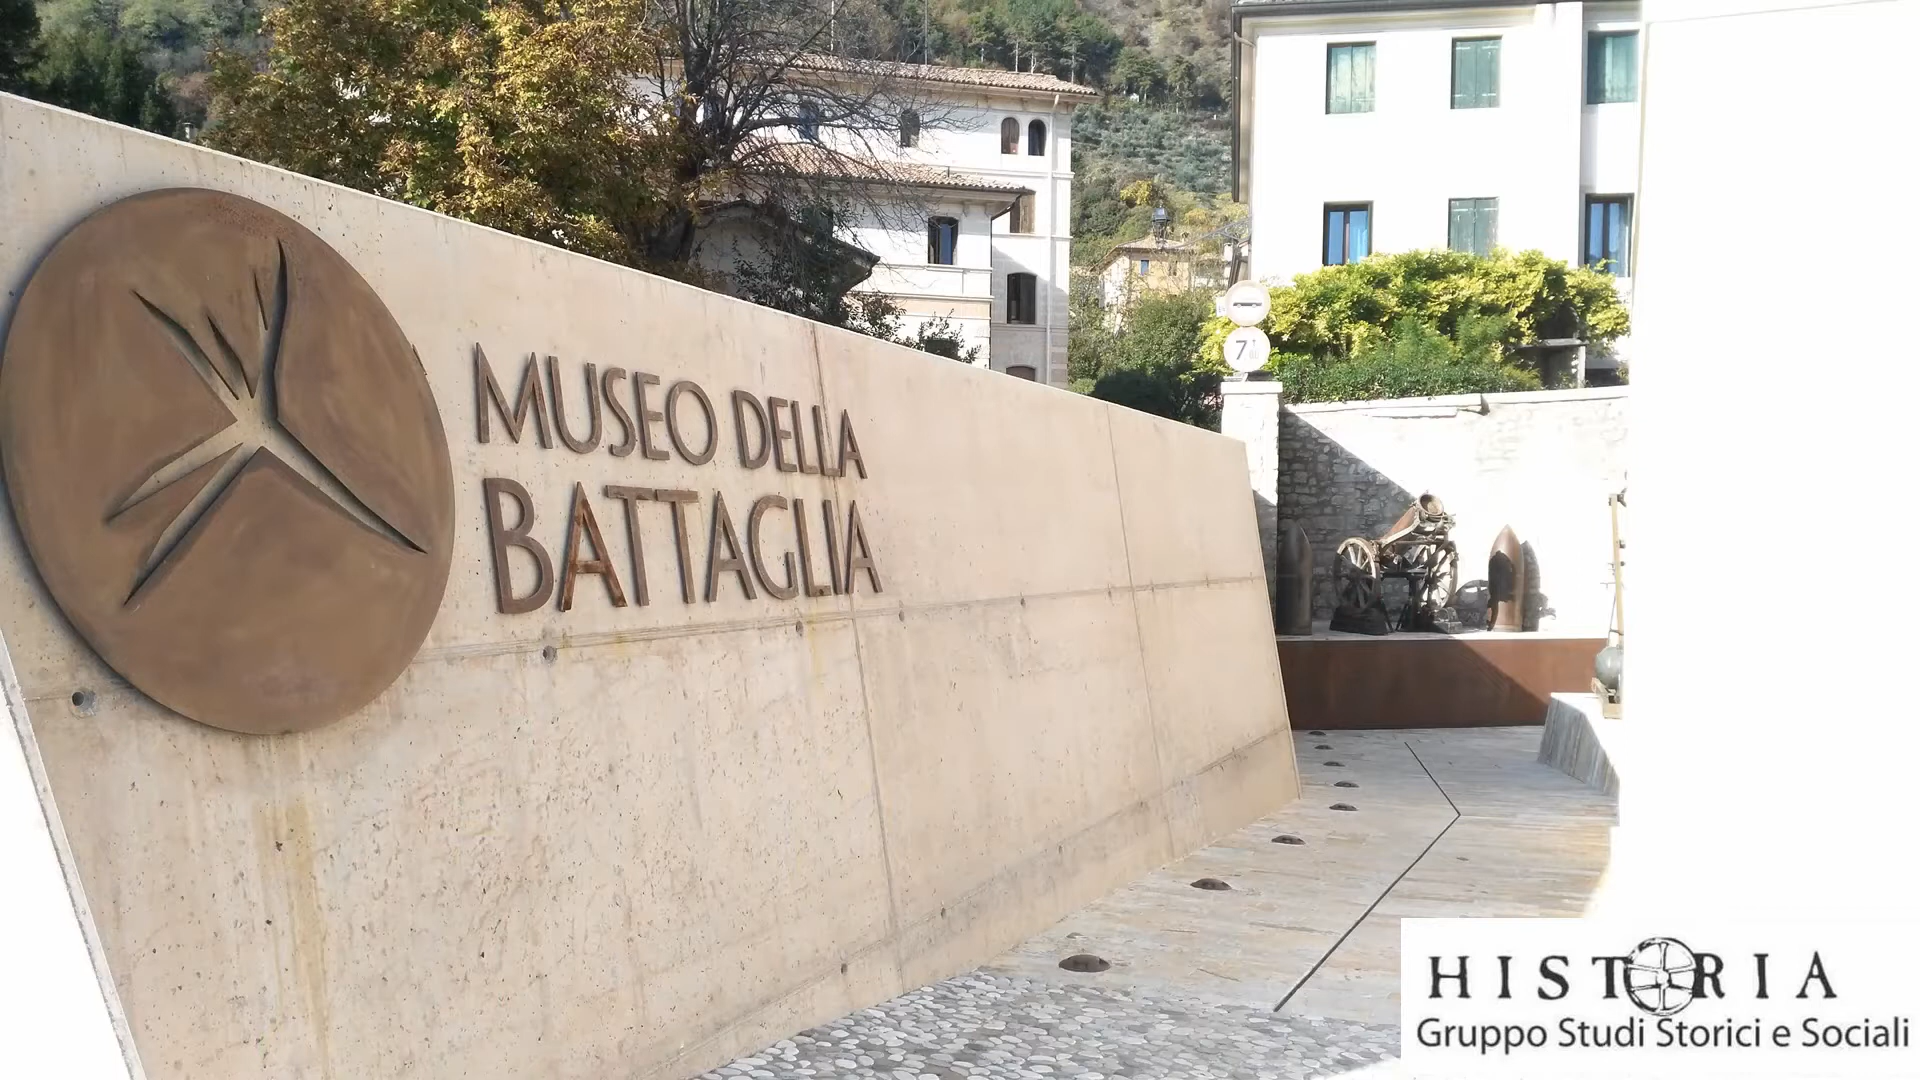 MUSEO DELLA
BATTAGLIA
7
HISTORIA
Gruppo Studi Storici e Sociali